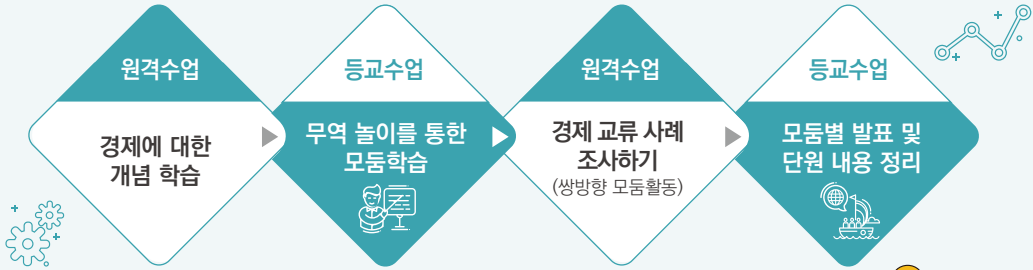 원격수업
경제에 대한
개념 학습
등교수업
무역 놀이를 통한
모둠학습
원격수업
경제 교류 사례
조사하기
(쌍방향 모둠활동)
등교수업
모둠별 발표 및
단원 내용 정리